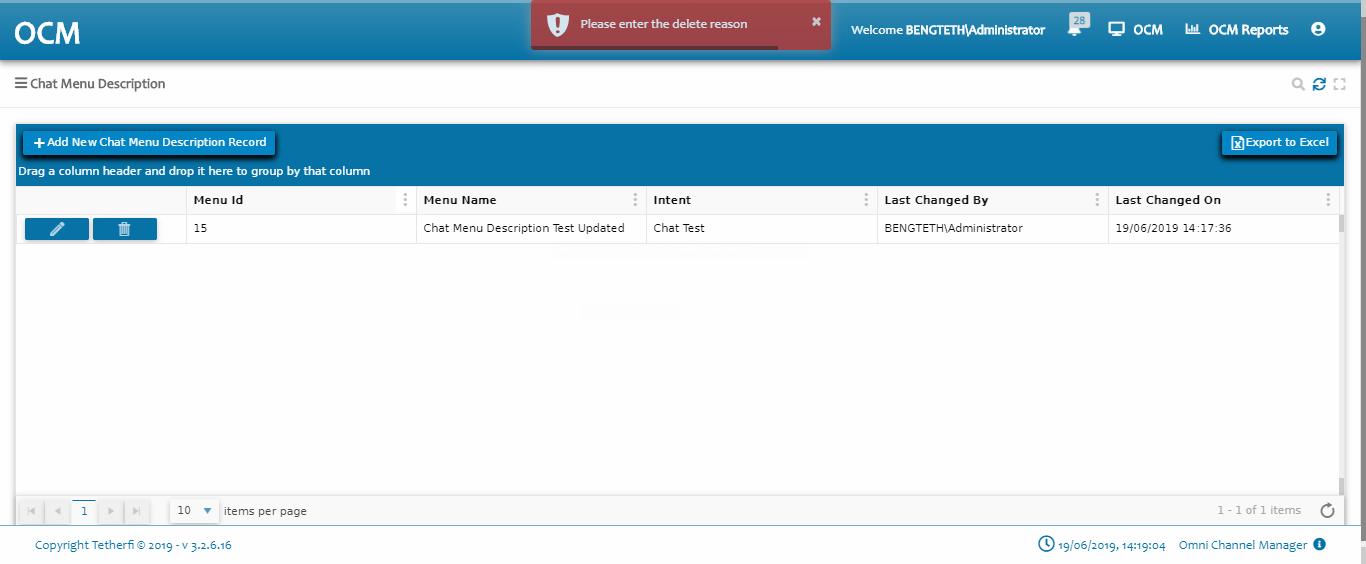 OCM
Please enter the delete reason
Welcome BENGTETH\Administrator
28
OCM
OCM Reports
Chat Menu Description
Add New Chat Menu Description Record
Export to Excel
Drag a column header and drop it here to group by that column
Menu Id
Menu Name
Intent
Last Changed By
Last Changed On
15
Chat Menu Description Test Updated
Chat Test
BENGTETH\Administrator
19/06/2019 14:17:36
1
10
items per page
1 - 1 of 1 items
Copyright Tetherfi © 2019 - v 3.2.6.16
19/06/2019, 14:19:04
Omni Channel Manager